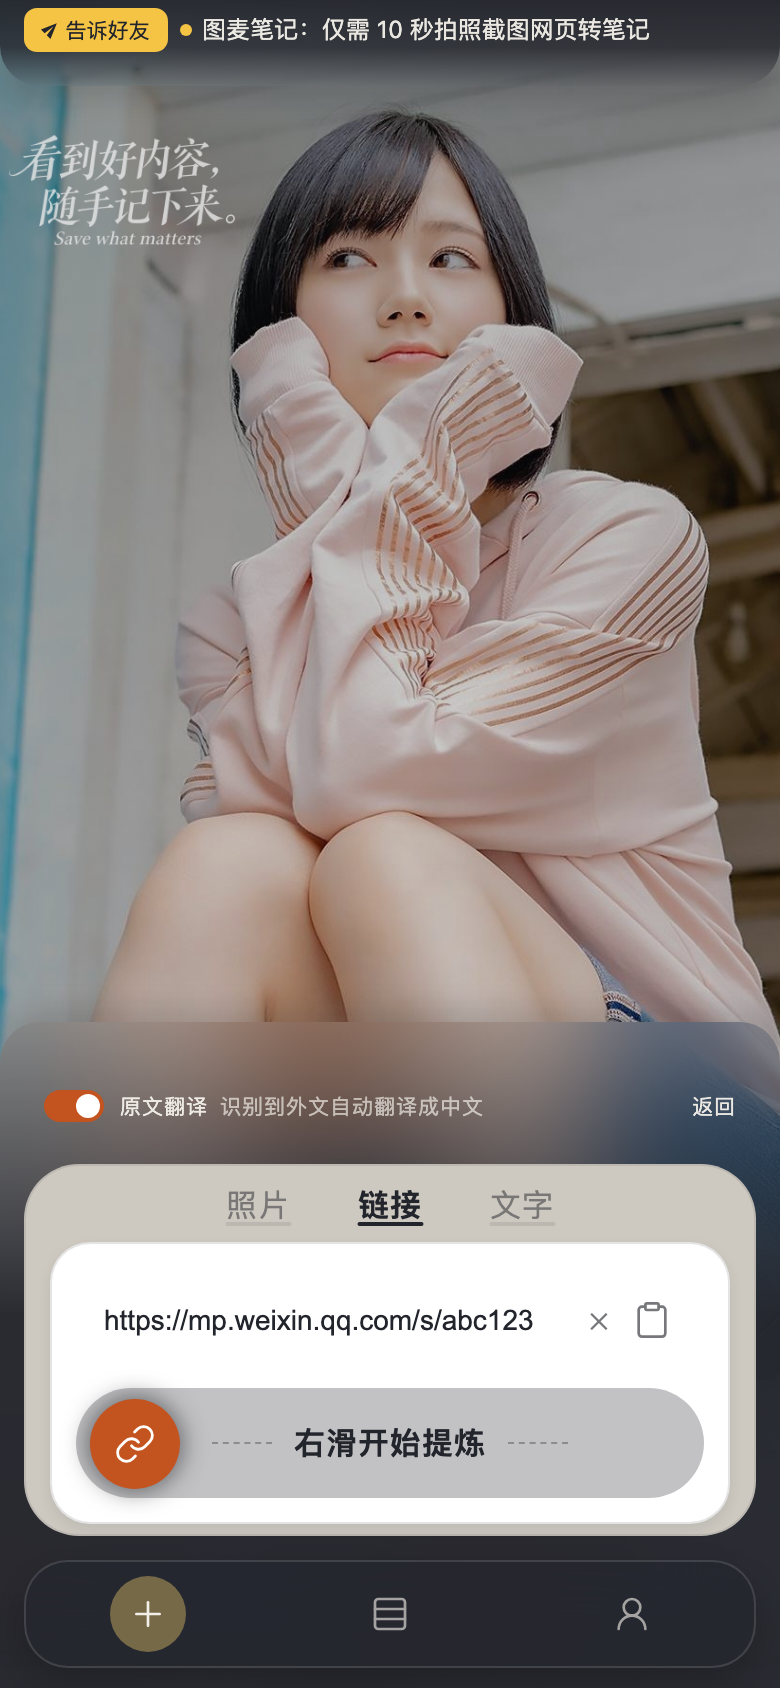 告诉好友
图麦笔记：仅需 10 秒拍照截图网页转笔记
看到好内容，
随手记下来。
Save what matters
原文翻译 识别到外文自动翻译成中文 返回
照片 链接 文字
https://mp.weixin.qq.com/s/abc123
右滑开始提炼